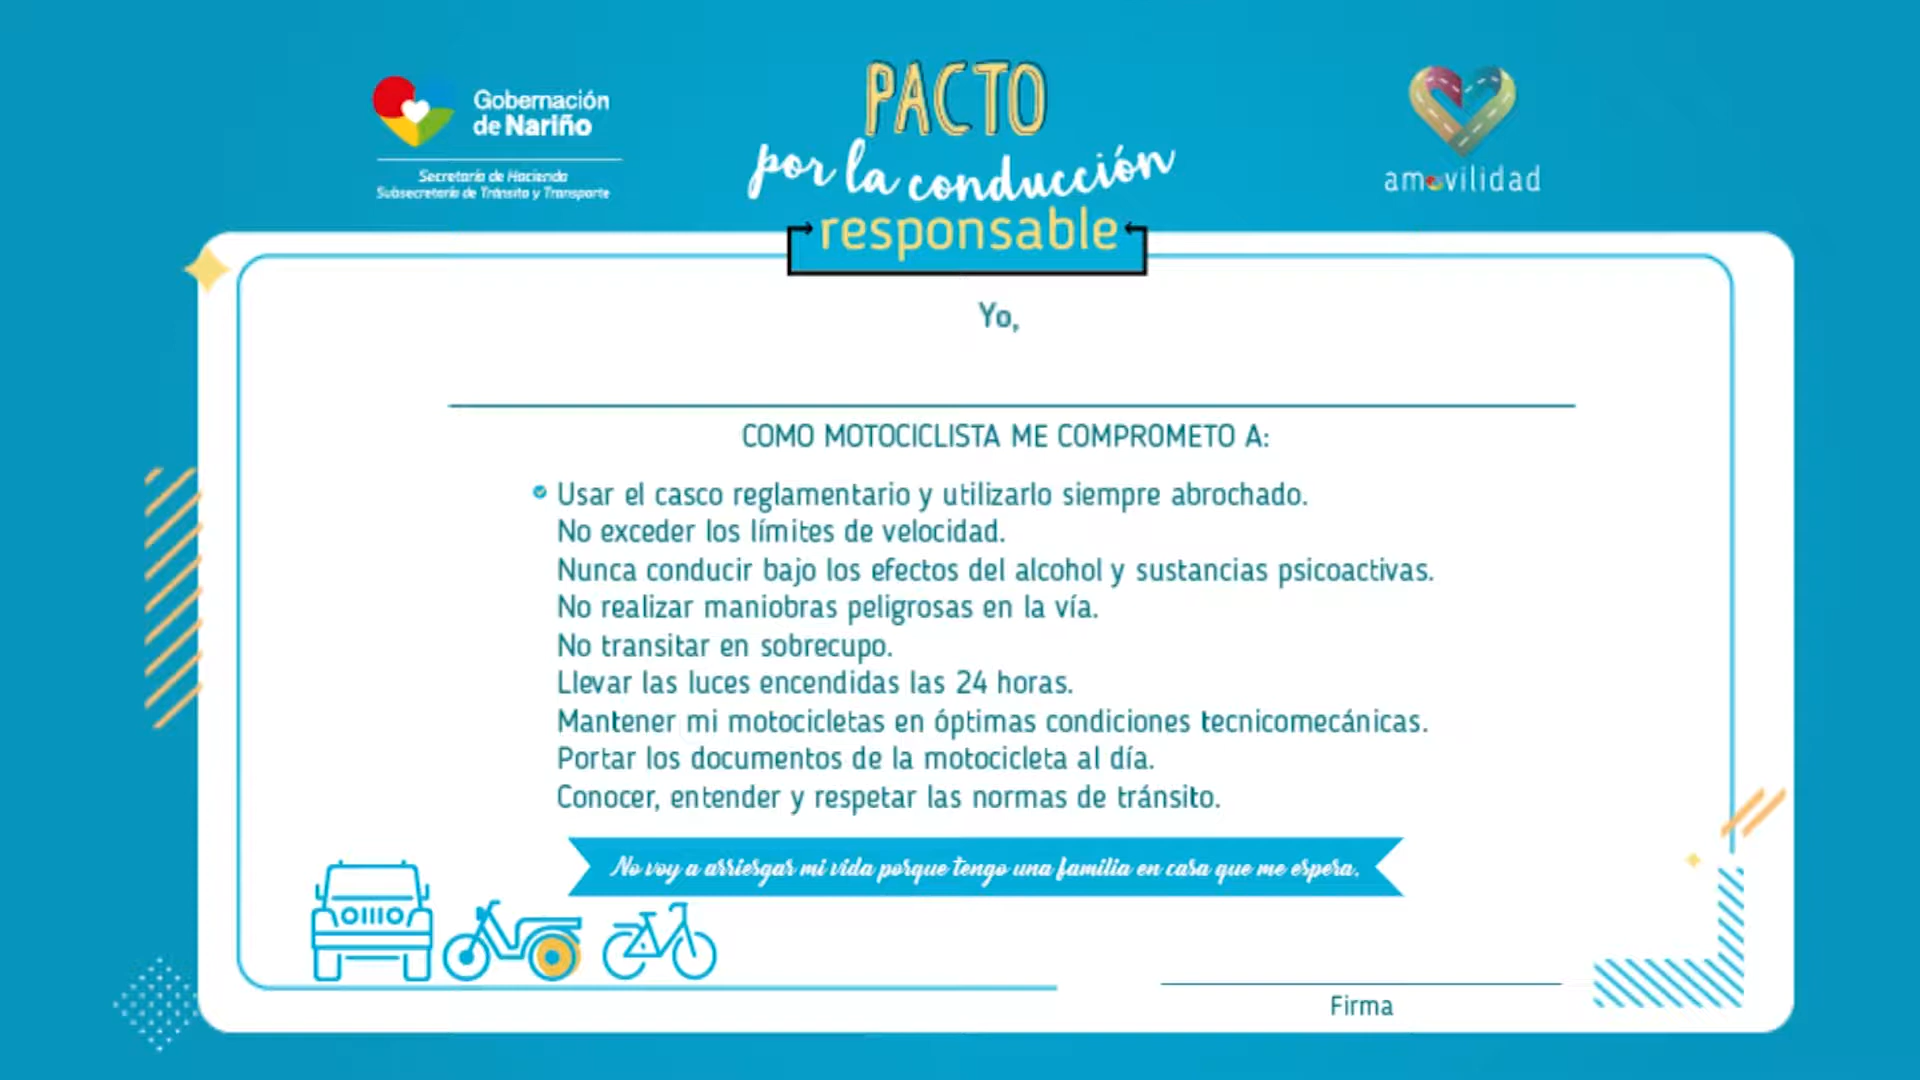 Gobernación
de Nariño
Secretaría de Hacienda
Subsecretaría de Tránsito y Transporte
PACTO
por la conducción
responsable
amovilidad
Yo,
COMO MOTOCICLISTA ME COMPROMETO A:
Usar el casco reglamentario y utilizarlo siempre abrochado.
No exceder los límites de velocidad.
Nunca conducir bajo los efectos del alcohol y sustancias psicoactivas.
No realizar maniobras peligrosas en la vía.
No transitar en sobrecupo.
Llevar las luces encendidas las 24 horas.
Mantener mi motocicletas en óptimas condiciones tecnicomecánicas.
Portar los documentos de la motocicleta al día.
Conocer, entender y respetar las normas de tránsito.
No voy a arriesgar mi vida porque tengo una familia en casa que me espera.
Firma